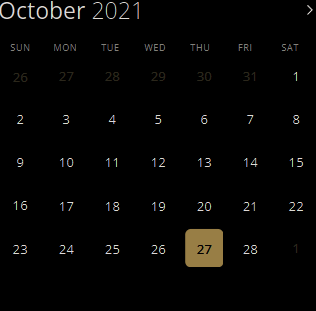 October 2021
SUN MON TUE WED THU FRI SAT
26 27 28 29 30 31 1
2 3 4 5 6 7 8
9 10 11 12 13 14 15
16 17 18 19 20 21 22
23 24 25 26 27 28 1